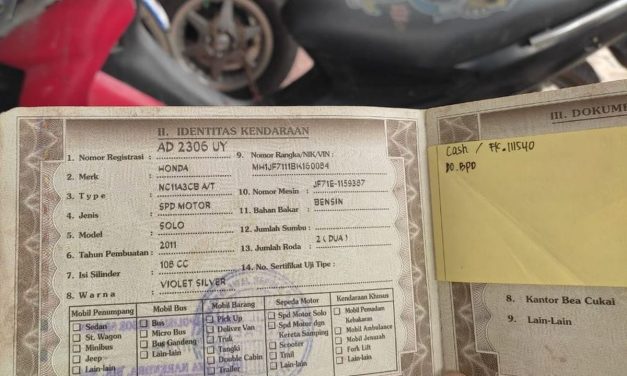 II. IDENTITAS KENDARAAN
1. Nomor Registrasi : AD 2306 UY
2. Merk : HONDA
3. Type : NC11A3CB A/T
4. Jenis : SPD MOTOR
5. Model : SOLO
6. Tahun Pembuatan : 2011
7. Isi Silinder : 108 CC
8. Warna : VIOLET SILVER
9. Nomor Rangka/NIK/VIN : MH1JF7111BK160084
10. Nomor Mesin : JF71E-1159387
11. Bahan Bakar : BENSIN
12. Jumlah Sumbu :
13. Jumlah Roda : 2 (DUA)
14. No. Sertifikat Uji Tipe :
Mobil Penumpang
Sedan
St. Wagon
Minibus
Jeep
Lain-lain
Mobil Bus
Bus
Micro Bus
Bus Gandeng
Lain-lain
Mobil Barang
Pick Up
Deliver Van
Truk
Tangki
Double Cabin
Trailer
Sepeda Motor
Spd Motor Solo
Spd Motor dgn
Kereta Samping
Scooter
Trail
Lain-lain
Kendaraan Khusus
Mobil Pemadam
Kebakaran
Mobil Ambulance
Mobil Jenazah
Fork Lift
Lain-lain
III. DOKUME
Cash / FK.111540
DO.BPD
8. Kantor Bea Cukai
9. Lain-Lain